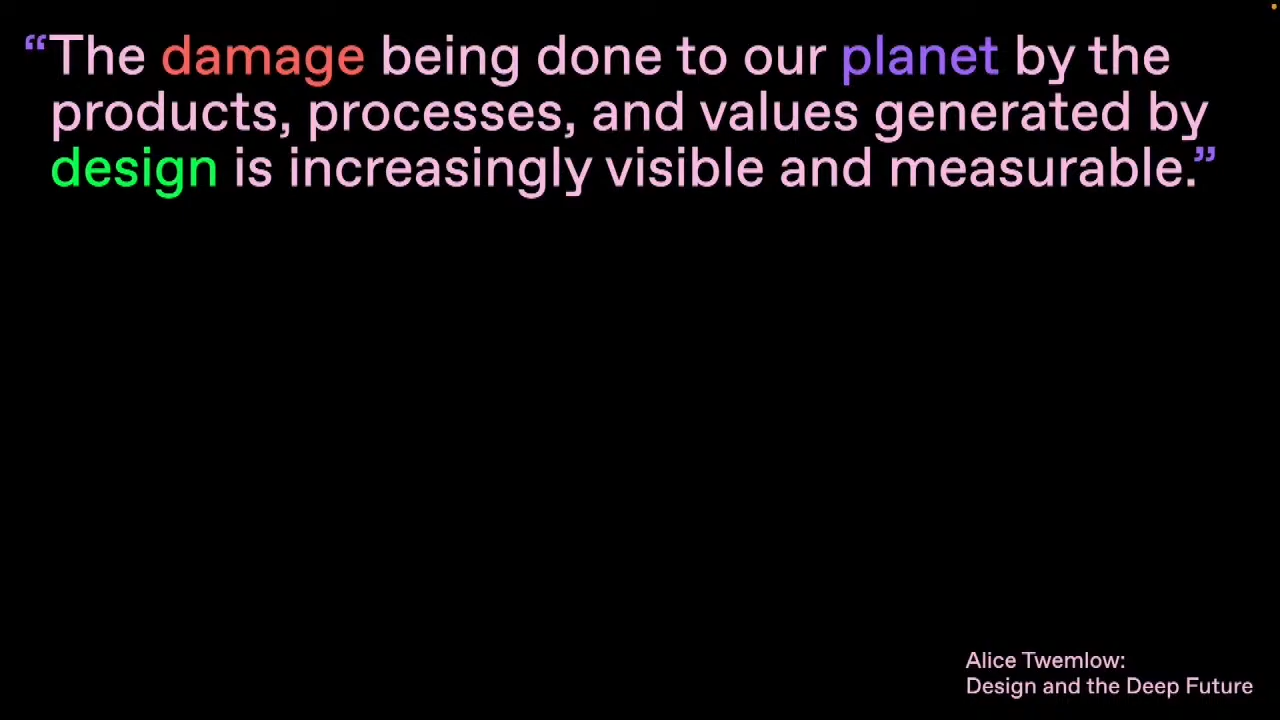 “The damage being done to our planet by the
products, processes, and values generated by
design is increasingly visible and measurable.”
Alice Twemlow:
Design and the Deep Future